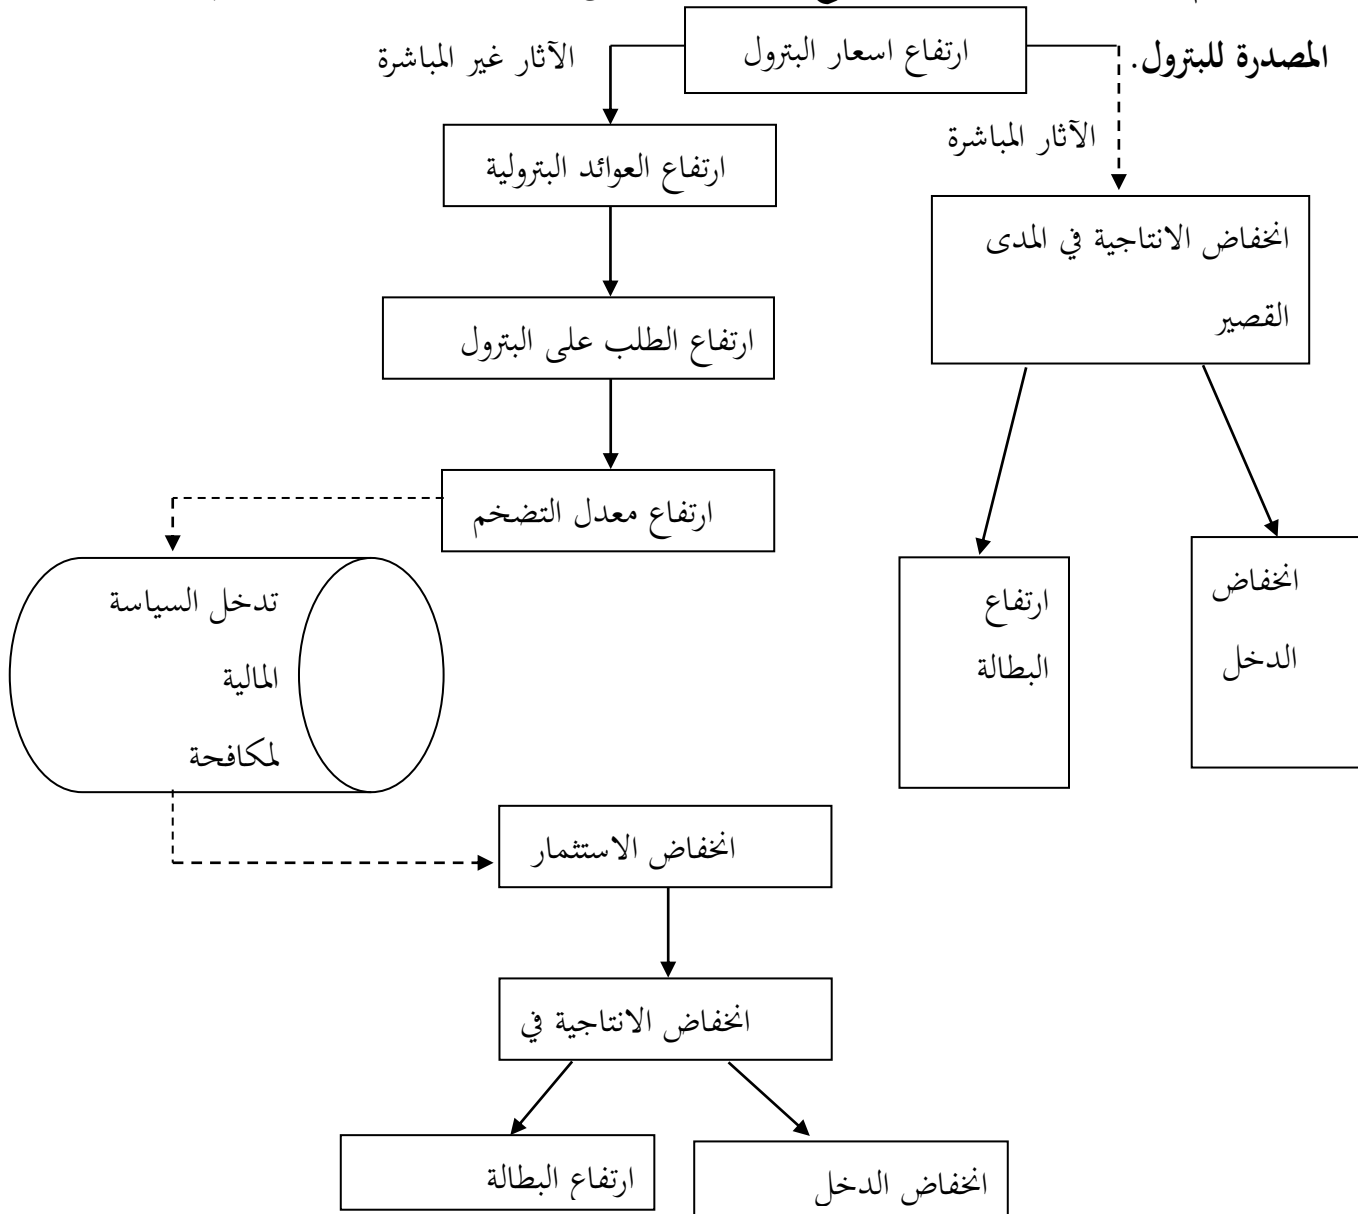 المصدرة للبترول.
ارتفاع اسعار البترول
الآثار غير المباشرة
الآثار المباشرة
ارتفاع العوائد البترولية
انخفاض الانتاجية في المدى
القصير
ارتفاع الطلب على البترول
ارتفاع معدل التضخم
انخفاض
الدخل
ارتفاع
البطالة
تدخل السياسة
المالية
لمكافحة
انخفاض الاستثمار
انخفاض الانتاجية في
انخفاض الدخل
ارتفاع البطالة